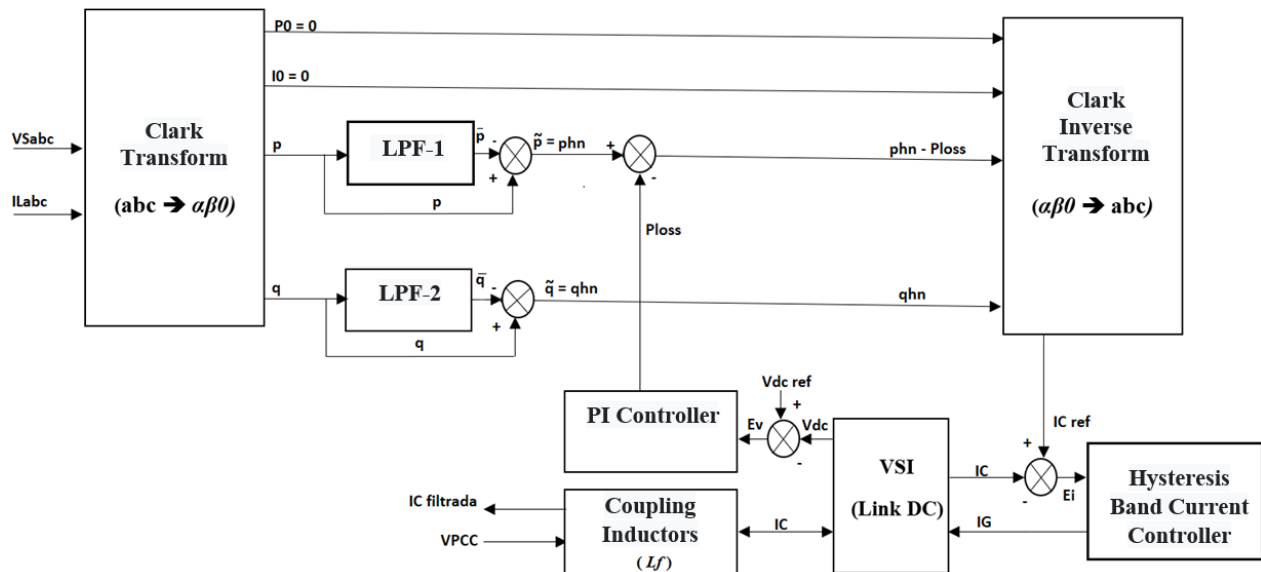 P0 = 0
I0 = 0
VSabc
ILabc
Clark
Transform
(abc ➔ αβ0)
p
LPF-1
p̄
-
+
p
p̃ = phn
+
-
phn - Ploss
Clark
Inverse
Transform
(αβ0 ➔ abc)
Ploss
q
LPF-2
q̄
-
+
q
q̃ = qhn
qhn
PI Controller
Vdc ref
+
Ev
Vdc
-
VSI
(Link DC)
IC ref
+
IC
-
Ei
IG
Hysteresis
Band Current
Controller
IC filtrada
VPCC
Coupling
Inductors
(Lf)
IC